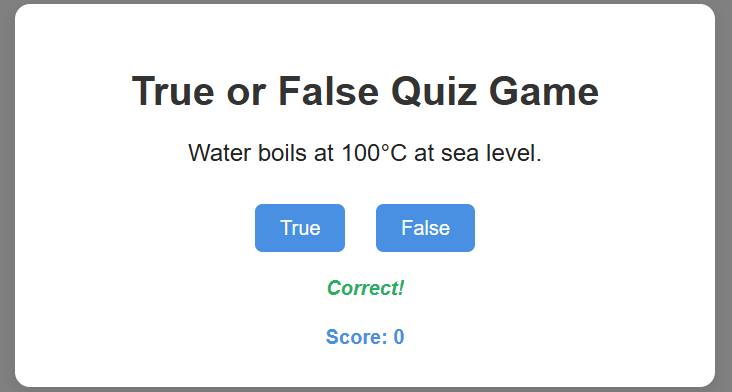 True or False Quiz Game
Water boils at 100°C at sea level.
True False
Correct!
Score: 0